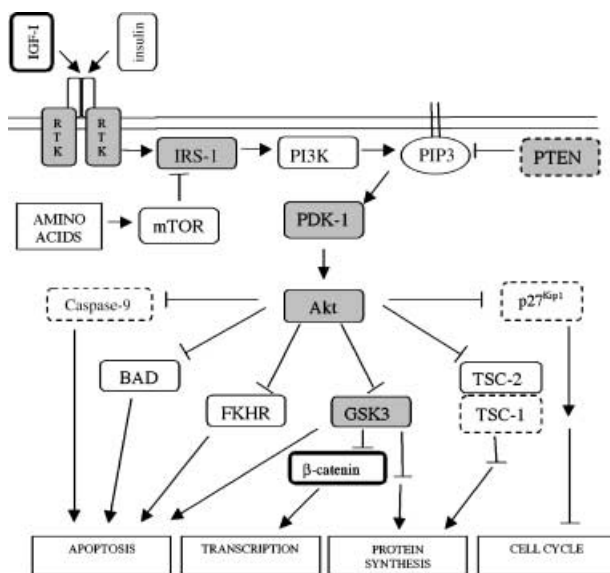 IGF-I
insulin
R
T
K
R
T
K
IRS-1
PI3K
PIP3
PTEN
AMINO
ACIDS
mTOR
PDK-1
Caspase-9
Akt
p27Kip1
BAD
TSC-2
FKHR
GSK3
TSC-1
β-catenin
APOPTOSIS
TRANSCRIPTION
PROTEIN
SYNTHESIS
CELL CYCLE